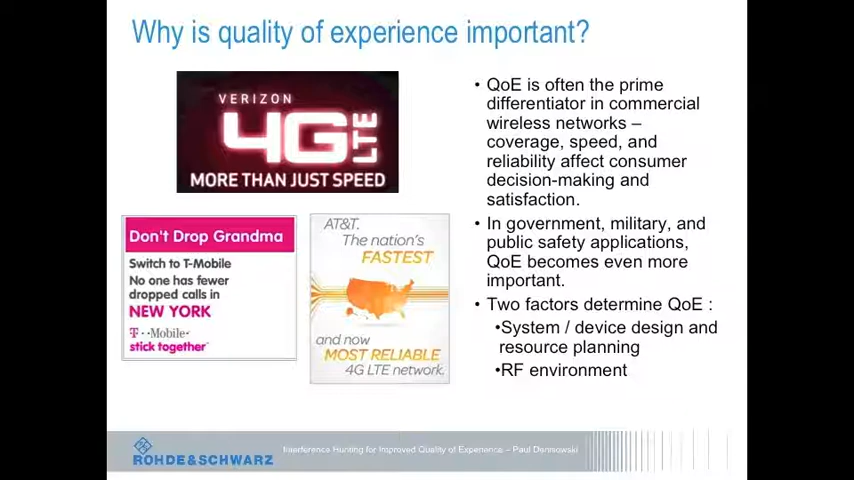 Why is quality of experience important?
VERIZON
4G LTE
MORE THAN JUST SPEED
Don't Drop Grandma
Switch to T-Mobile
No one has fewer
dropped calls in
NEW YORK
T··Mobile·
stick together
AT&T.
The nation's
FASTEST
and now
MOST RELIABLE
4G LTE network.
• QoE is often the prime
differentiator in commercial
wireless networks –
coverage, speed, and
reliability affect consumer
decision-making and
satisfaction.
• In government, military, and
public safety applications,
QoE becomes even more
important.
• Two factors determine QoE :
•System / device design and
resource planning
•RF environment
ROHDE&SCHWARZ
Interference Hunting for Improved Quality of Experience – Paul Denisowski